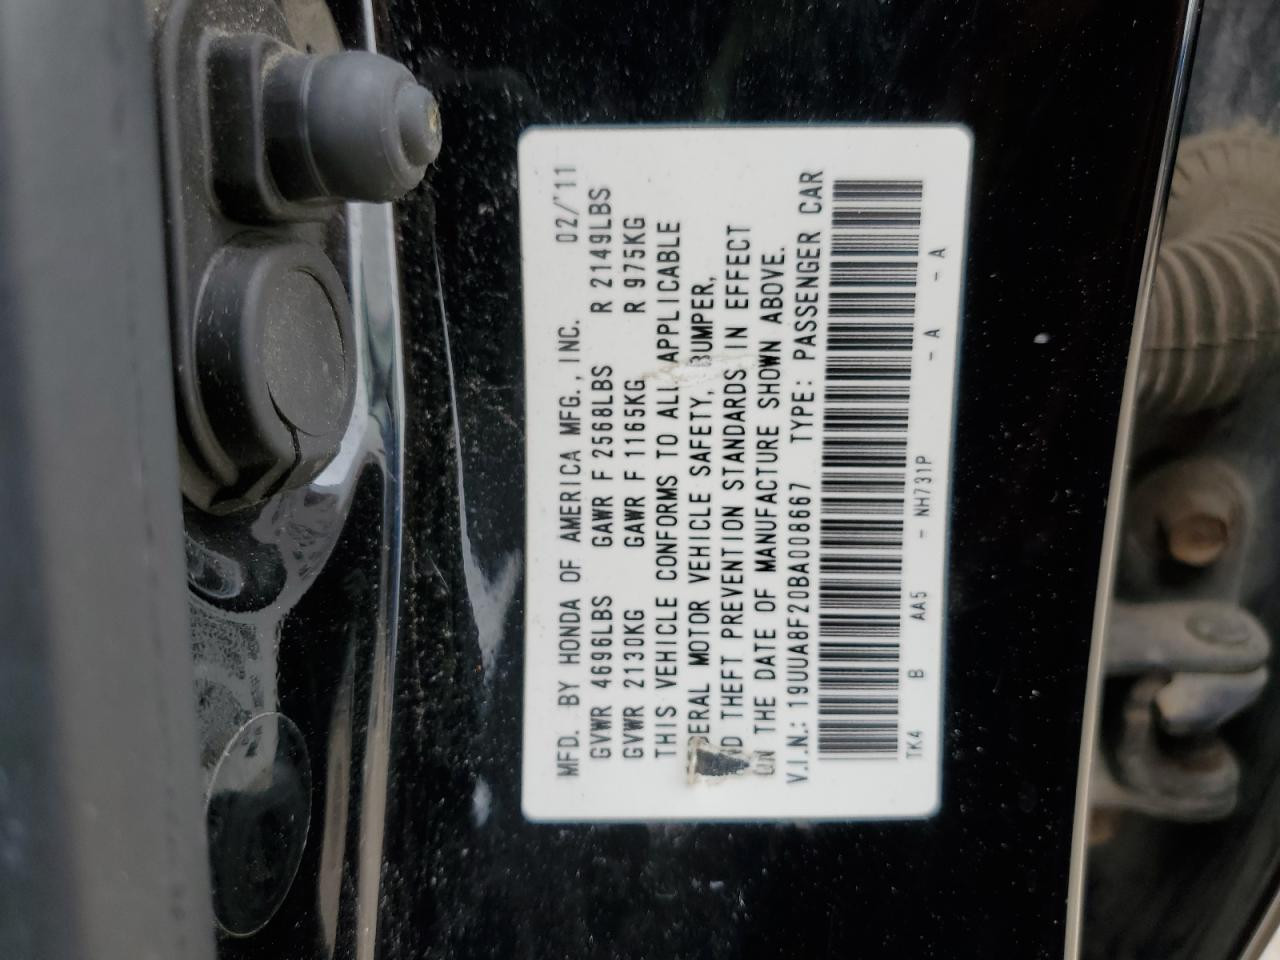 MFD. BY HONDA OF AMERICA MFG., INC. 02/'11
GVWR 4696LBS GAWR F 2568LBS R 2149LBS
GVWR 2130KG GAWR F 1165KG R 975KG
THIS VEHICLE CONFORMS TO ALL APPLICABLE
DERAL MOTOR VEHICLE SAFETY, BUMPER,
D THEFT PREVENTION STANDARDS IN EFFECT
ON THE DATE OF MANUFACTURE SHOWN ABOVE.
V.I.N.: 19UUA8F20BA008667 TYPE: PASSENGER CAR
TK4 B AA5 - NH731P - A - A